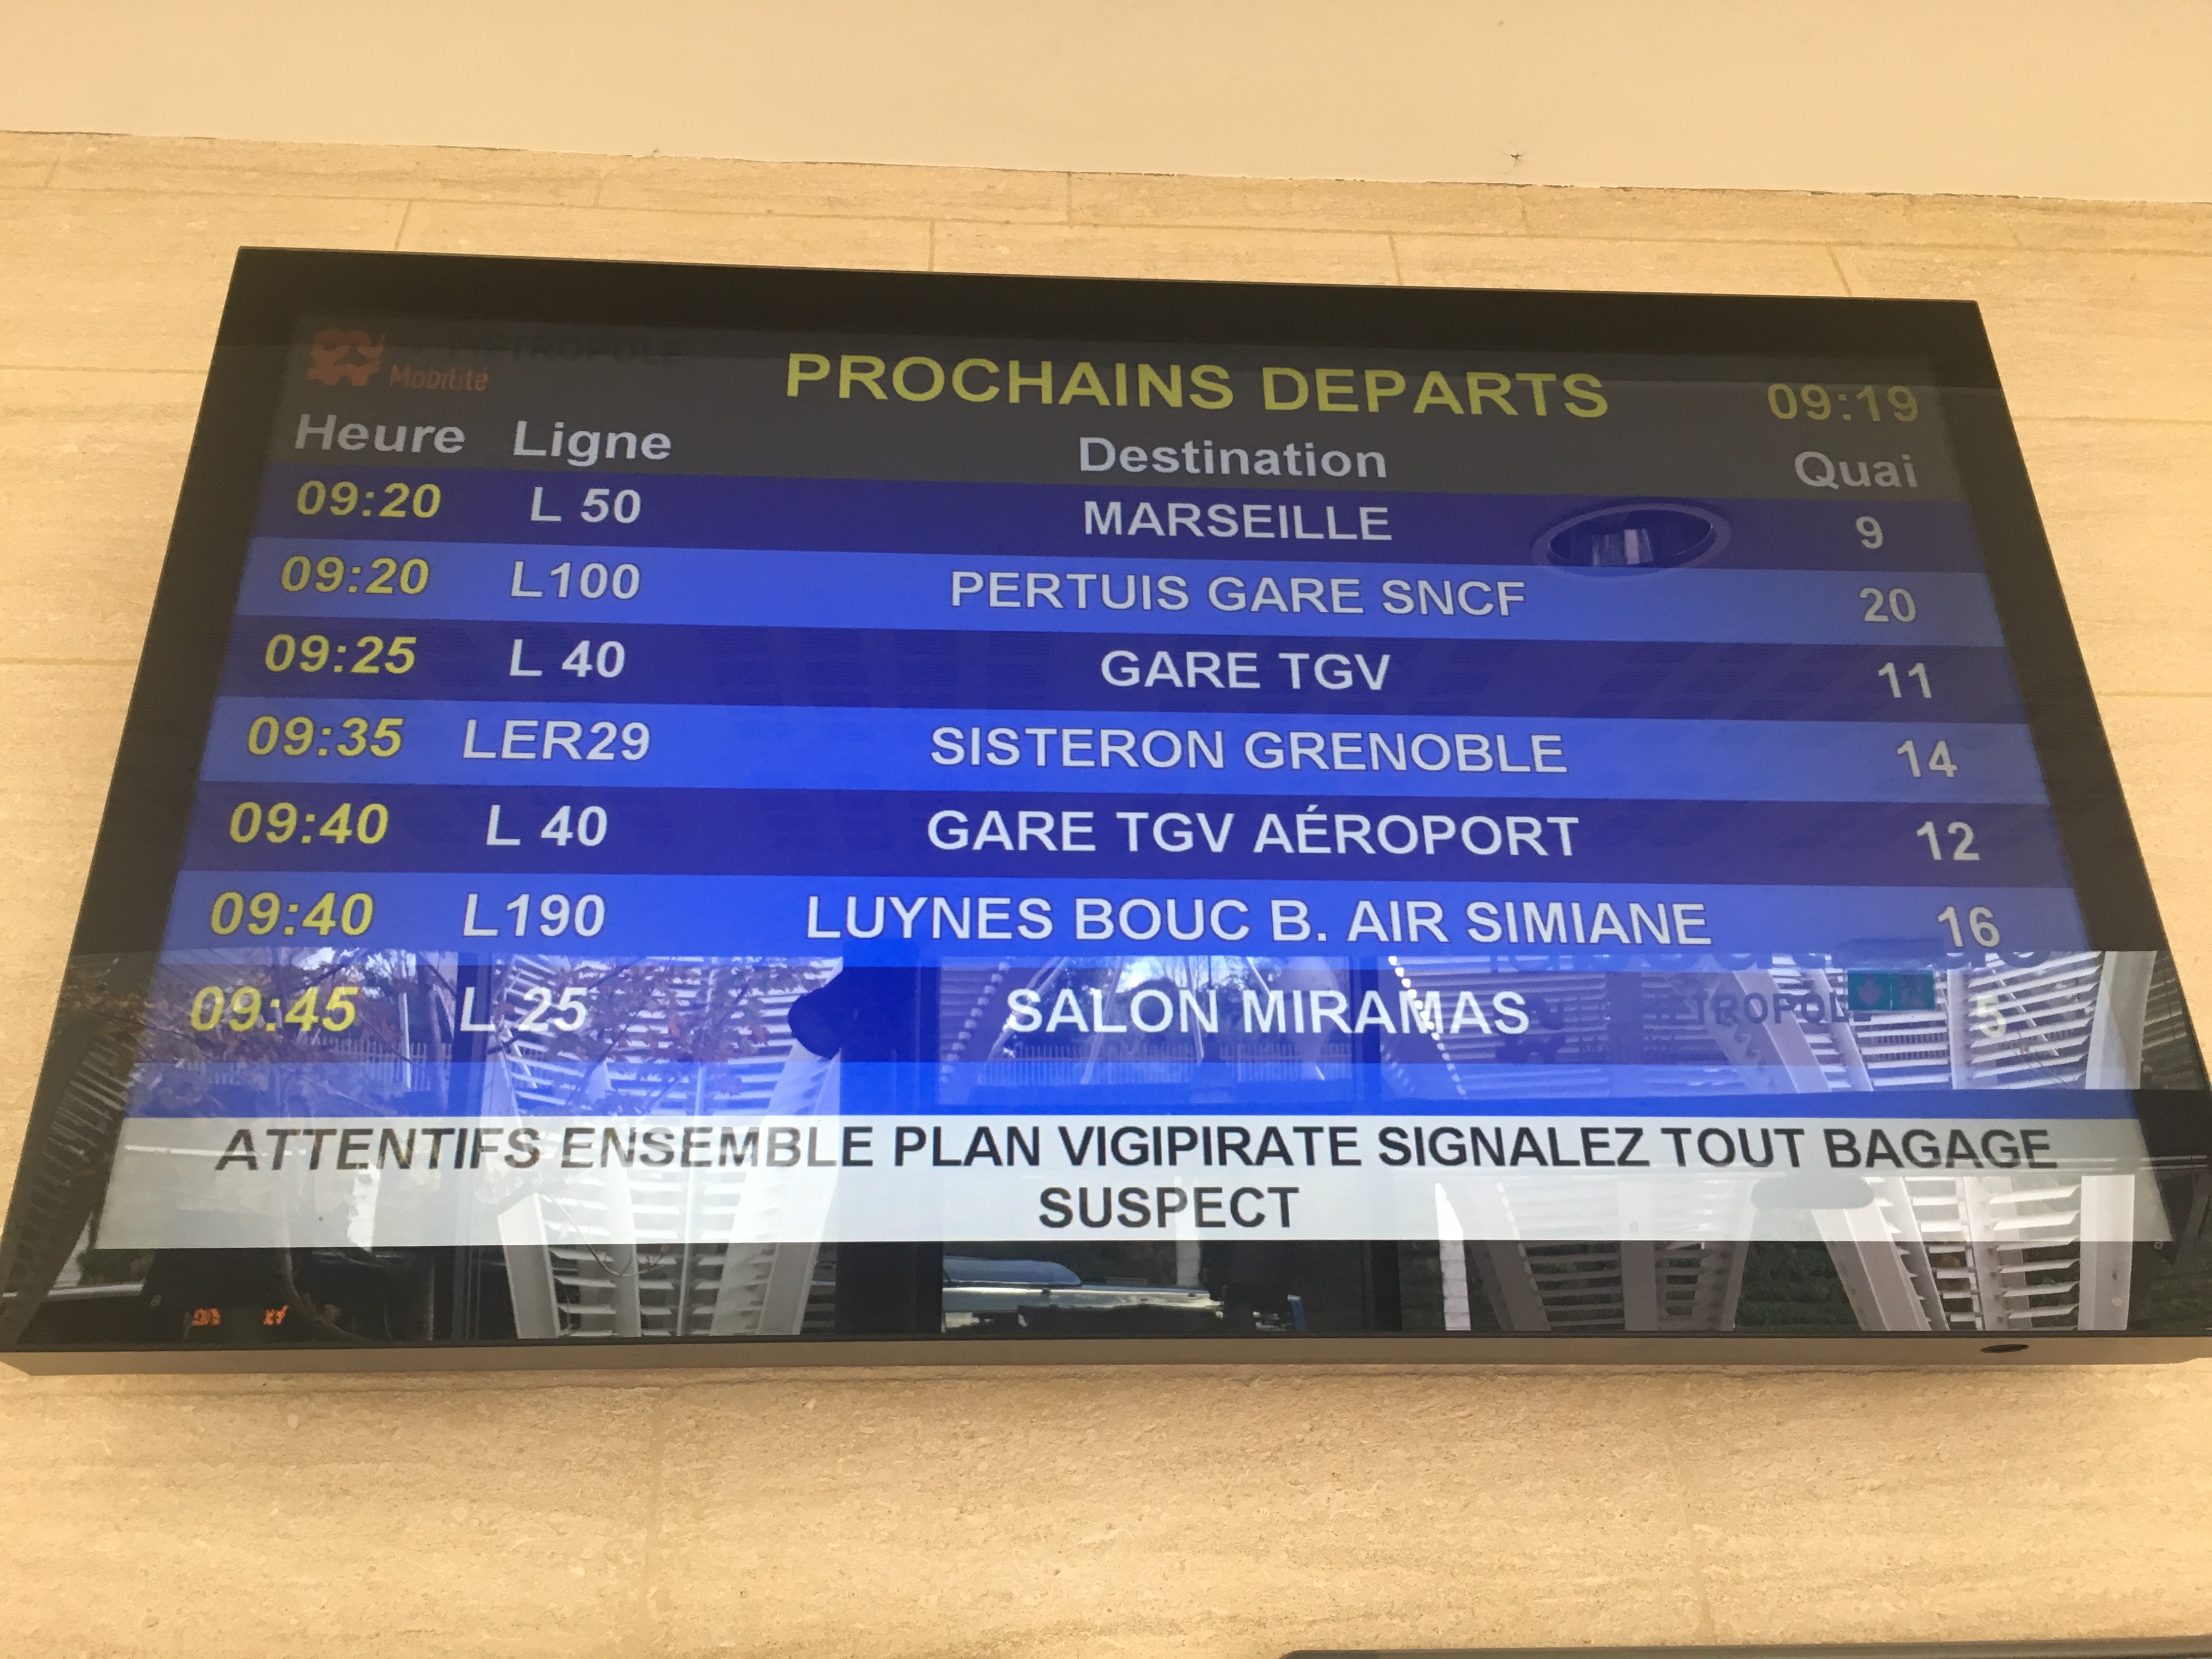 Mobilité
PROCHAINS DEPARTS 09:19
Heure Ligne Destination Quai
09:20 L 50 MARSEILLE 9
09:20 L100 PERTUIS GARE SNCF 20
09:25 L 40 GARE TGV 11
09:35 LER29 SISTERON GRENOBLE 14
09:40 L 40 GARE TGV AÉROPORT 12
09:40 L190 LUYNES BOUC B. AIR SIMIANE 16
09:45 L 25 SALON MIRAMAS 5
ATTENTIFS ENSEMBLE PLAN VIGIPIRATE SIGNALEZ TOUT BAGAGE
SUSPECT